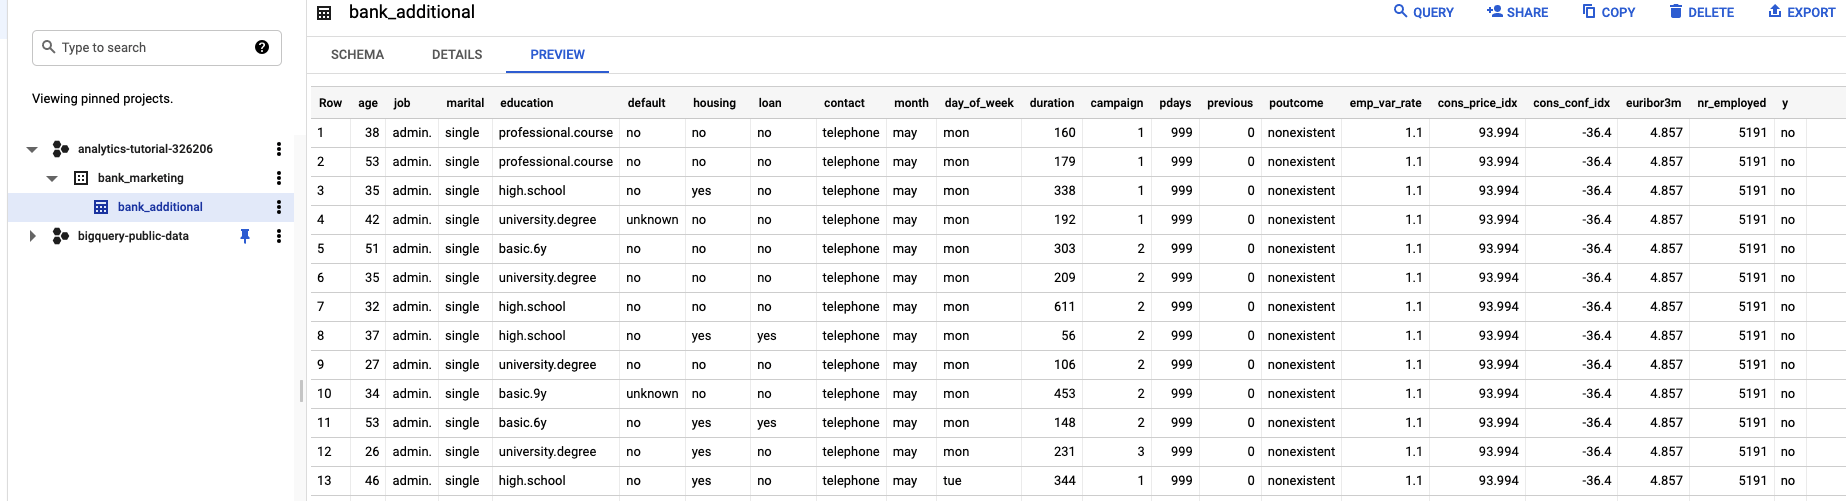 bank_additional
QUERY SHARE COPY DELETE EXPORT
Type to search
SCHEMA DETAILS PREVIEW
Viewing pinned projects.
analytics-tutorial-326206
bank_marketing
bank_additional
bigquery-public-data
Row age job marital education default housing loan contact month day_of_week duration campaign pdays previous poutcome emp_var_rate cons_price_idx cons_conf_idx euribor3m nr_employed y
1 38 admin. single professional.course no no no telephone may mon 160 1 999 0 nonexistent 1.1 93.994 -36.4 4.857 5191 no
2 53 admin. single professional.course no no no telephone may mon 179 1 999 0 nonexistent 1.1 93.994 -36.4 4.857 5191 no
3 35 admin. single high.school no yes no telephone may mon 338 1 999 0 nonexistent 1.1 93.994 -36.4 4.857 5191 no
4 42 admin. single university.degree unknown no no telephone may mon 192 1 999 0 nonexistent 1.1 93.994 -36.4 4.857 5191 no
5 51 admin. single basic.6y no no no telephone may mon 303 2 999 0 nonexistent 1.1 93.994 -36.4 4.857 5191 no
6 35 admin. single university.degree no no no telephone may mon 209 2 999 0 nonexistent 1.1 93.994 -36.4 4.857 5191 no
7 32 admin. single high.school no no no telephone may mon 611 2 999 0 nonexistent 1.1 93.994 -36.4 4.857 5191 no
8 37 admin. single high.school no yes yes telephone may mon 56 2 999 0 nonexistent 1.1 93.994 -36.4 4.857 5191 no
9 27 admin. single university.degree no no no telephone may mon 106 2 999 0 nonexistent 1.1 93.994 -36.4 4.857 5191 no
10 34 admin. single basic.9y unknown no no telephone may mon 453 2 999 0 nonexistent 1.1 93.994 -36.4 4.857 5191 no
11 53 admin. single basic.6y no yes yes telephone may mon 148 2 999 0 nonexistent 1.1 93.994 -36.4 4.857 5191 no
12 26 admin. single university.degree no yes no telephone may mon 231 3 999 0 nonexistent 1.1 93.994 -36.4 4.857 5191 no
13 46 admin. single high.school no yes no telephone may tue 344 1 999 0 nonexistent 1.1 93.994 -36.4 4.857 5191 no